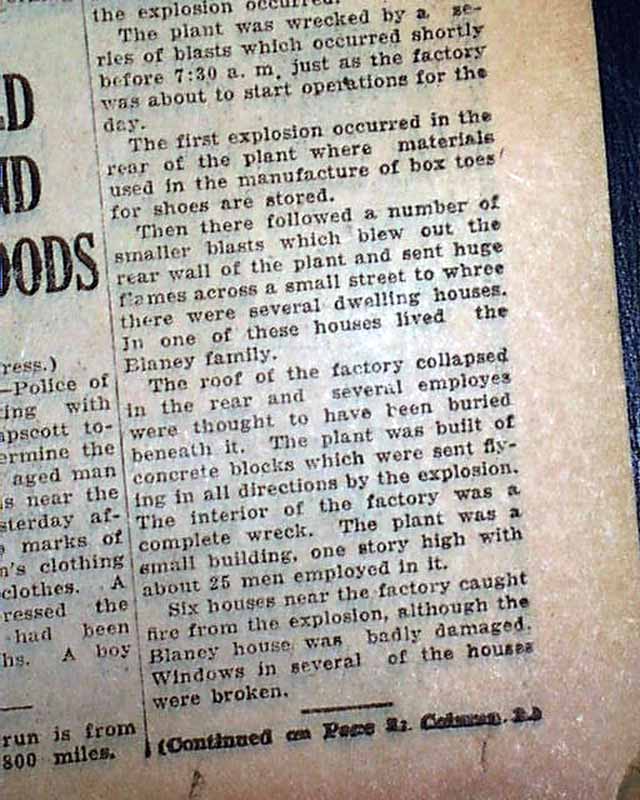 LD
ND
OODS
ress.)
—Police of
ing with
apscott to-
ermine the
aged man
s near the
sterday af-
marks of
n's clothing
clothes. A
ressed the
had been
hs. A boy
run is from
800 miles.
the explosion occurred.
The plant was wrecked by a se-
ries of blasts which occurred shortly
before 7:30 a. m. just as the factory
was about to start operations for the
day.
The first explosion occurred in the
rear of the plant where materials
used in the manufacture of box toes
for shoes are stored.
Then there followed a number of
smaller blasts which blew out the
rear wall of the plant and sent huge
flames across a small street to whree
there were several dwelling houses.
In one of these houses lived the
Blaney family.
The roof of the factory collapsed
in the rear and several employes
were thought to have been buried
beneath it. The plant was built of
concrete blocks which were sent fly-
ing in all directions by the explosion.
The interior of the factory was a
complete wreck. The plant was a
small building, one story high with
about 25 men employed in it.
Six houses near the factory caught
fire from the explosion, although the
Blaney house was badly damaged.
Windows in several of the houses
were broken.
(Continued on Page 2, Column 2.)